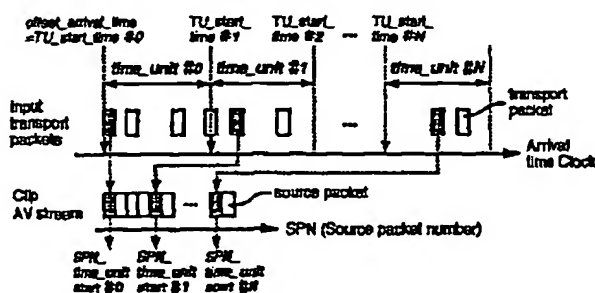 offset_arrival_time
=TU_start_time #0
TU_start_
time #1
TU_start_
time #2
...
TU_start_
time #N
time_unit #0
time_unit #1
time_unit #N
Input
transport
packets
...
transport
packet
Arrival
time Clock
Clip
AV stream
...
source packet
SPN (Source packet number)
SPN_
time_unit
start #0
SPN_
time_unit
start #1
SPN_
time_unit
start #N